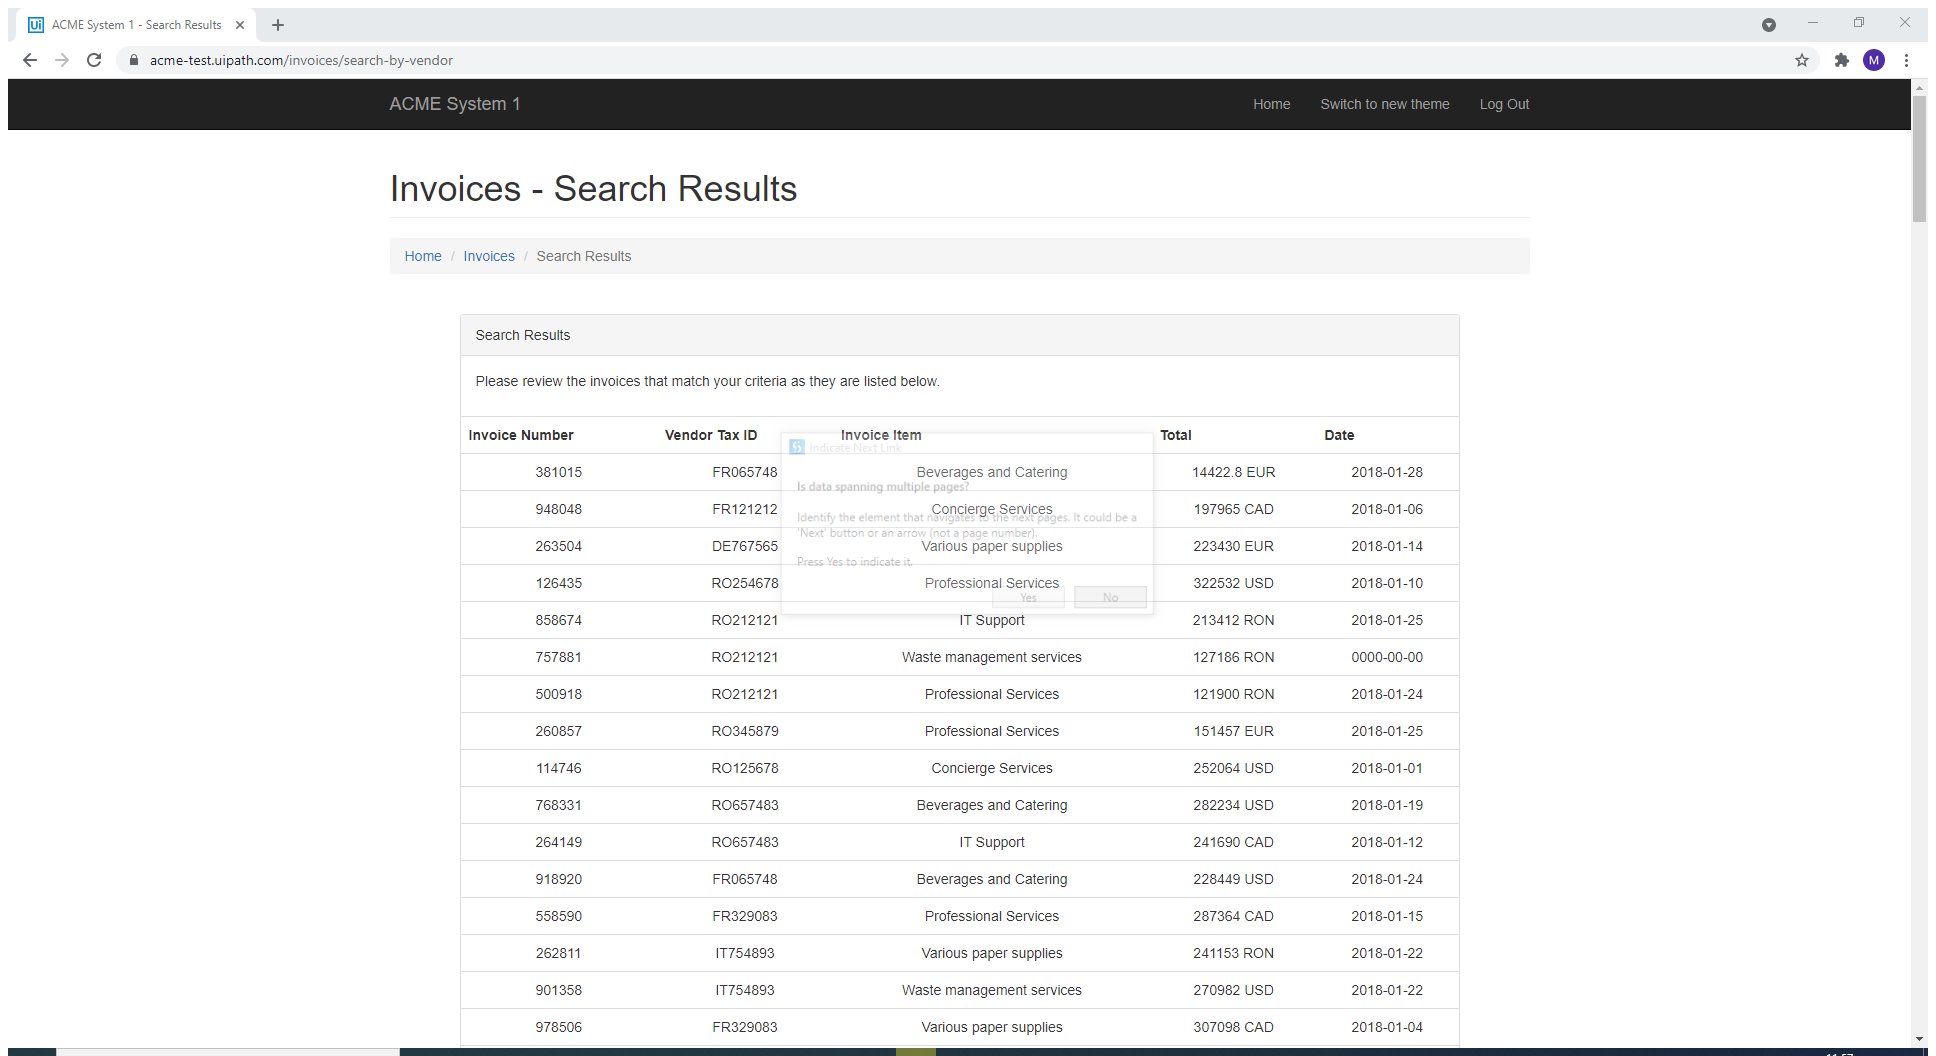 ACME System 1 - Search Results
acme-test.uipath.com/invoices/search-by-vendor
M
ACME System 1 Home Switch to new theme Log Out
Invoices - Search Results
Home / Invoices / Search Results
Search Results
Please review the invoices that match your criteria as they are listed below.
Invoice Number Vendor Tax ID Invoice Item Total Date
Indicate Next Link
381015 FR065748 Beverages and Catering 14422.8 EUR 2018-01-28
Is data spanning multiple pages?
948048 FR121212 Concierge Services 197965 CAD 2018-01-06
Identify the element that navigates to the next pages. It could be a
'Next' button or an arrow (not a page number).
263504 DE767565 Various paper supplies 223430 EUR 2018-01-14
Press Yes to indicate it.
126435 RO254678 Professional Services 322532 USD 2018-01-10
Yes No
858674 RO212121 IT Support 213412 RON 2018-01-25
757881 RO212121 Waste management services 127186 RON 0000-00-00
500918 RO212121 Professional Services 121900 RON 2018-01-24
260857 RO345879 Professional Services 151457 EUR 2018-01-25
114746 RO125678 Concierge Services 252064 USD 2018-01-01
768331 RO657483 Beverages and Catering 282234 USD 2018-01-19
264149 RO657483 IT Support 241690 CAD 2018-01-12
918920 FR065748 Beverages and Catering 228449 USD 2018-01-24
558590 FR329083 Professional Services 287364 CAD 2018-01-15
262811 IT754893 Various paper supplies 241153 RON 2018-01-22
901358 IT754893 Waste management services 270982 USD 2018-01-22
978506 FR329083 Various paper supplies 307098 CAD 2018-01-04